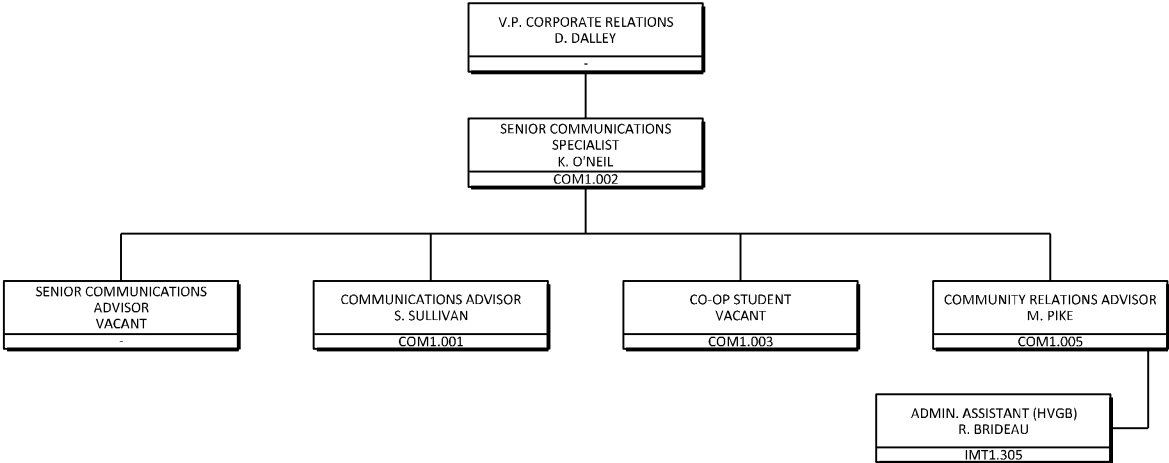 V.P. CORPORATE RELATIONS
D. DALLEY
-
SENIOR COMMUNICATIONS
SPECIALIST
K. O'NEIL
COM1.002
SENIOR COMMUNICATIONS
ADVISOR
VACANT
-
COMMUNICATIONS ADVISOR
S. SULLIVAN
COM1.001
CO-OP STUDENT
VACANT
COM1.003
COMMUNITY RELATIONS ADVISOR
M. PIKE
COM1.005
ADMIN. ASSISTANT (HVGB)
R. BRIDEAU
IMT1.305